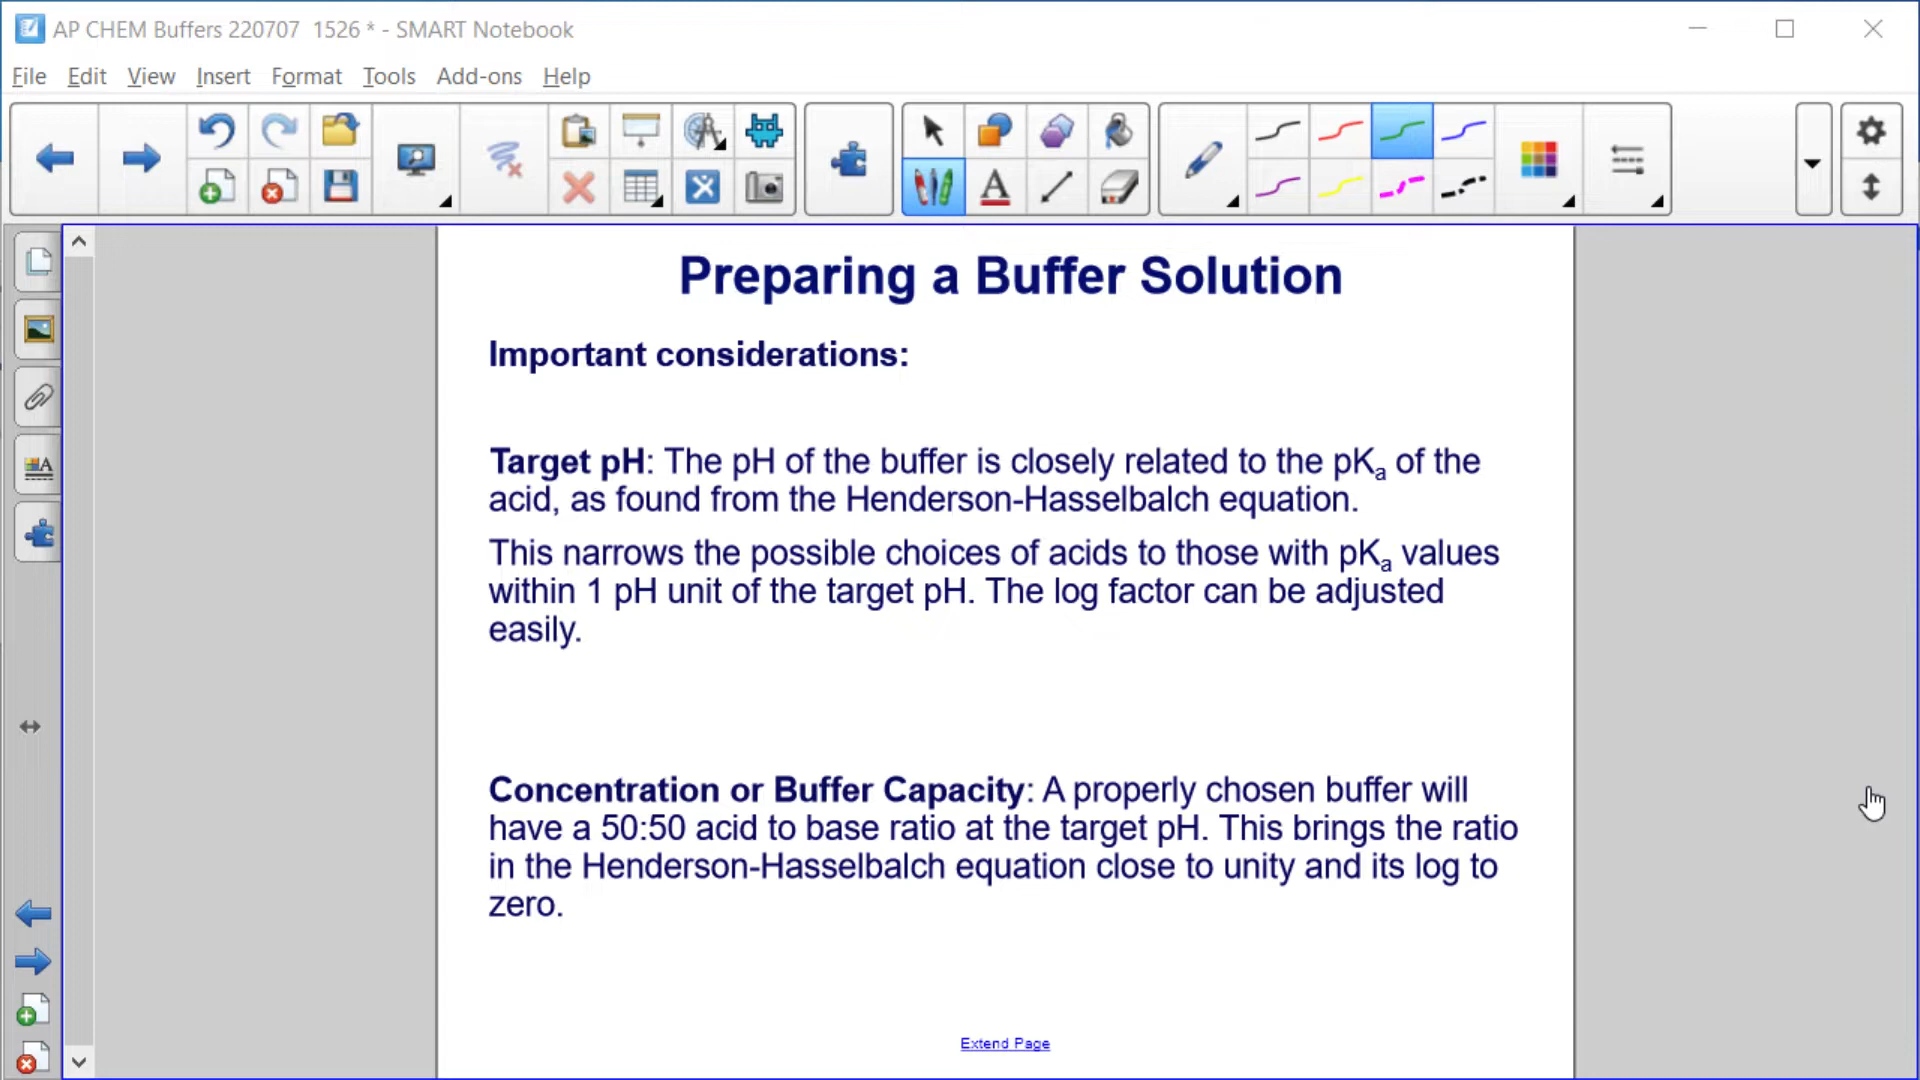 AP CHEM Buffers 220707 1526 * - SMART Notebook
File Edit View Insert Format Tools Add-ons Help
Preparing a Buffer Solution
Important considerations:
Target pH: The pH of the buffer is closely related to the pKa of the
acid, as found from the Henderson-Hasselbalch equation.
This narrows the possible choices of acids to those with pKa values
within 1 pH unit of the target pH. The log factor can be adjusted
easily.
Concentration or Buffer Capacity: A properly chosen buffer will
have a 50:50 acid to base ratio at the target pH. This brings the ratio
in the Henderson-Hasselbalch equation close to unity and its log to
zero.
Extend Page